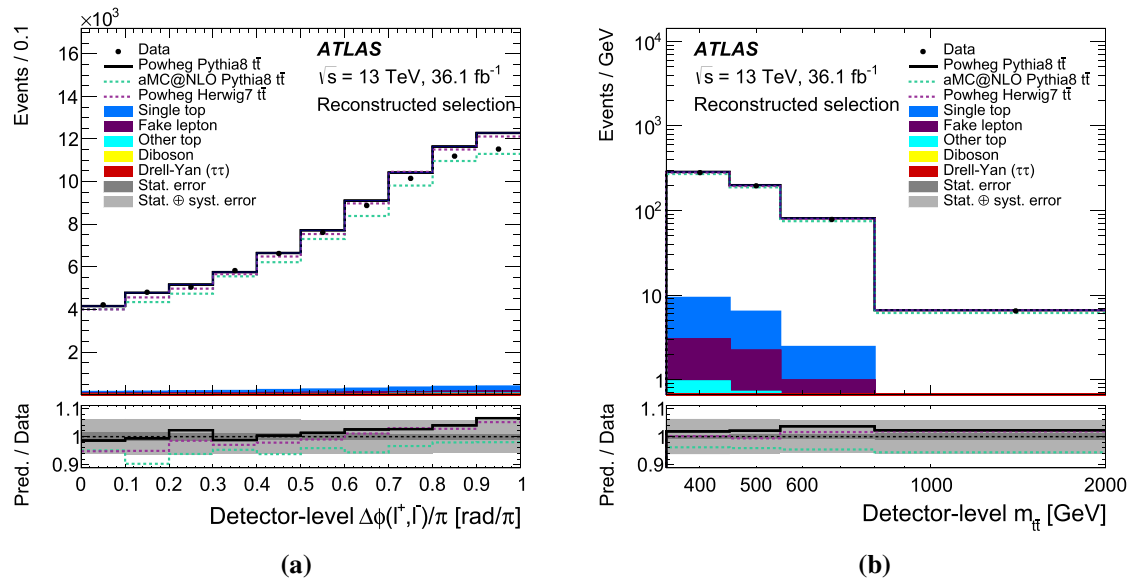 ×10³
Events / 0.1
16
14
12
10
8
6
4
2
ATLAS
√s = 13 TeV, 36.1 fb⁻¹
Reconstructed selection
Data
Powheg Pythia8 tt̄
aMC@NLO Pythia8 tt̄
Powheg Herwig7 tt̄
Single top
Fake lepton
Other top
Diboson
Drell-Yan (ττ)
Stat. error
Stat. ⊕ syst. error
Pred. / Data
1.1
1
0.9
0 0.1 0.2 0.3 0.4 0.5 0.6 0.7 0.8 0.9 1
Detector-level Δϕ(l⁺,l⁻)/π [rad/π]
(a)
Events / GeV
10⁴
10³
10²
10
1
ATLAS
√s = 13 TeV, 36.1 fb⁻¹
Reconstructed selection
Data
Powheg Pythia8 tt̄
aMC@NLO Pythia8 tt̄
Powheg Herwig7 tt̄
Single top
Fake lepton
Other top
Diboson
Drell-Yan (ττ)
Stat. error
Stat. ⊕ syst. error
Pred. / Data
1.1
1
0.9
400 500 600 1000 2000
Detector-level m_tt̄ [GeV]
(b)